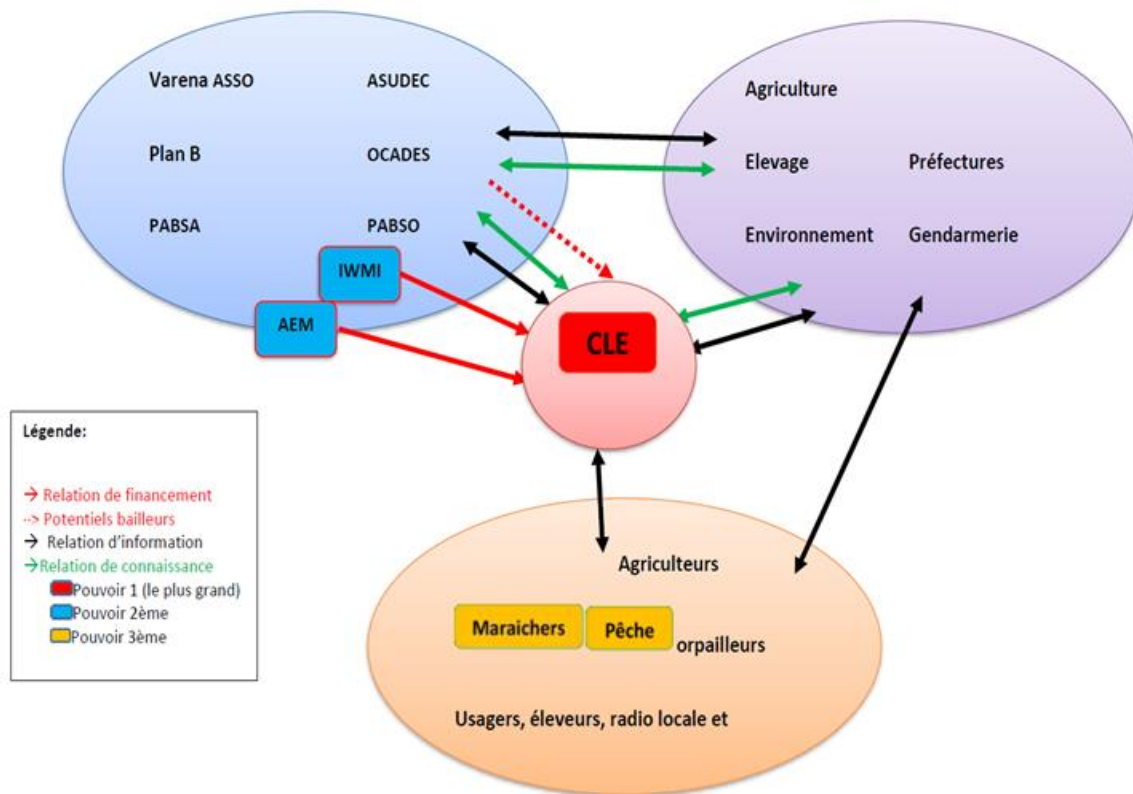 Varena ASSO
ASUDEC
Plan B
OCADES
PABSA
PABSO
IWMI
AEM
Agriculture
Elevage
Préfectures
Environnement
Gendarmerie
CLE
Légende:
→ Relation de financement
--> Potentiels bailleurs
→ Relation d'information
→Relation de connaissance
Pouvoir 1 (le plus grand)
Pouvoir 2ème
Pouvoir 3ème
Agriculteurs
Maraichers
Pêche
orpailleurs
Usagers, éleveurs, radio locale et